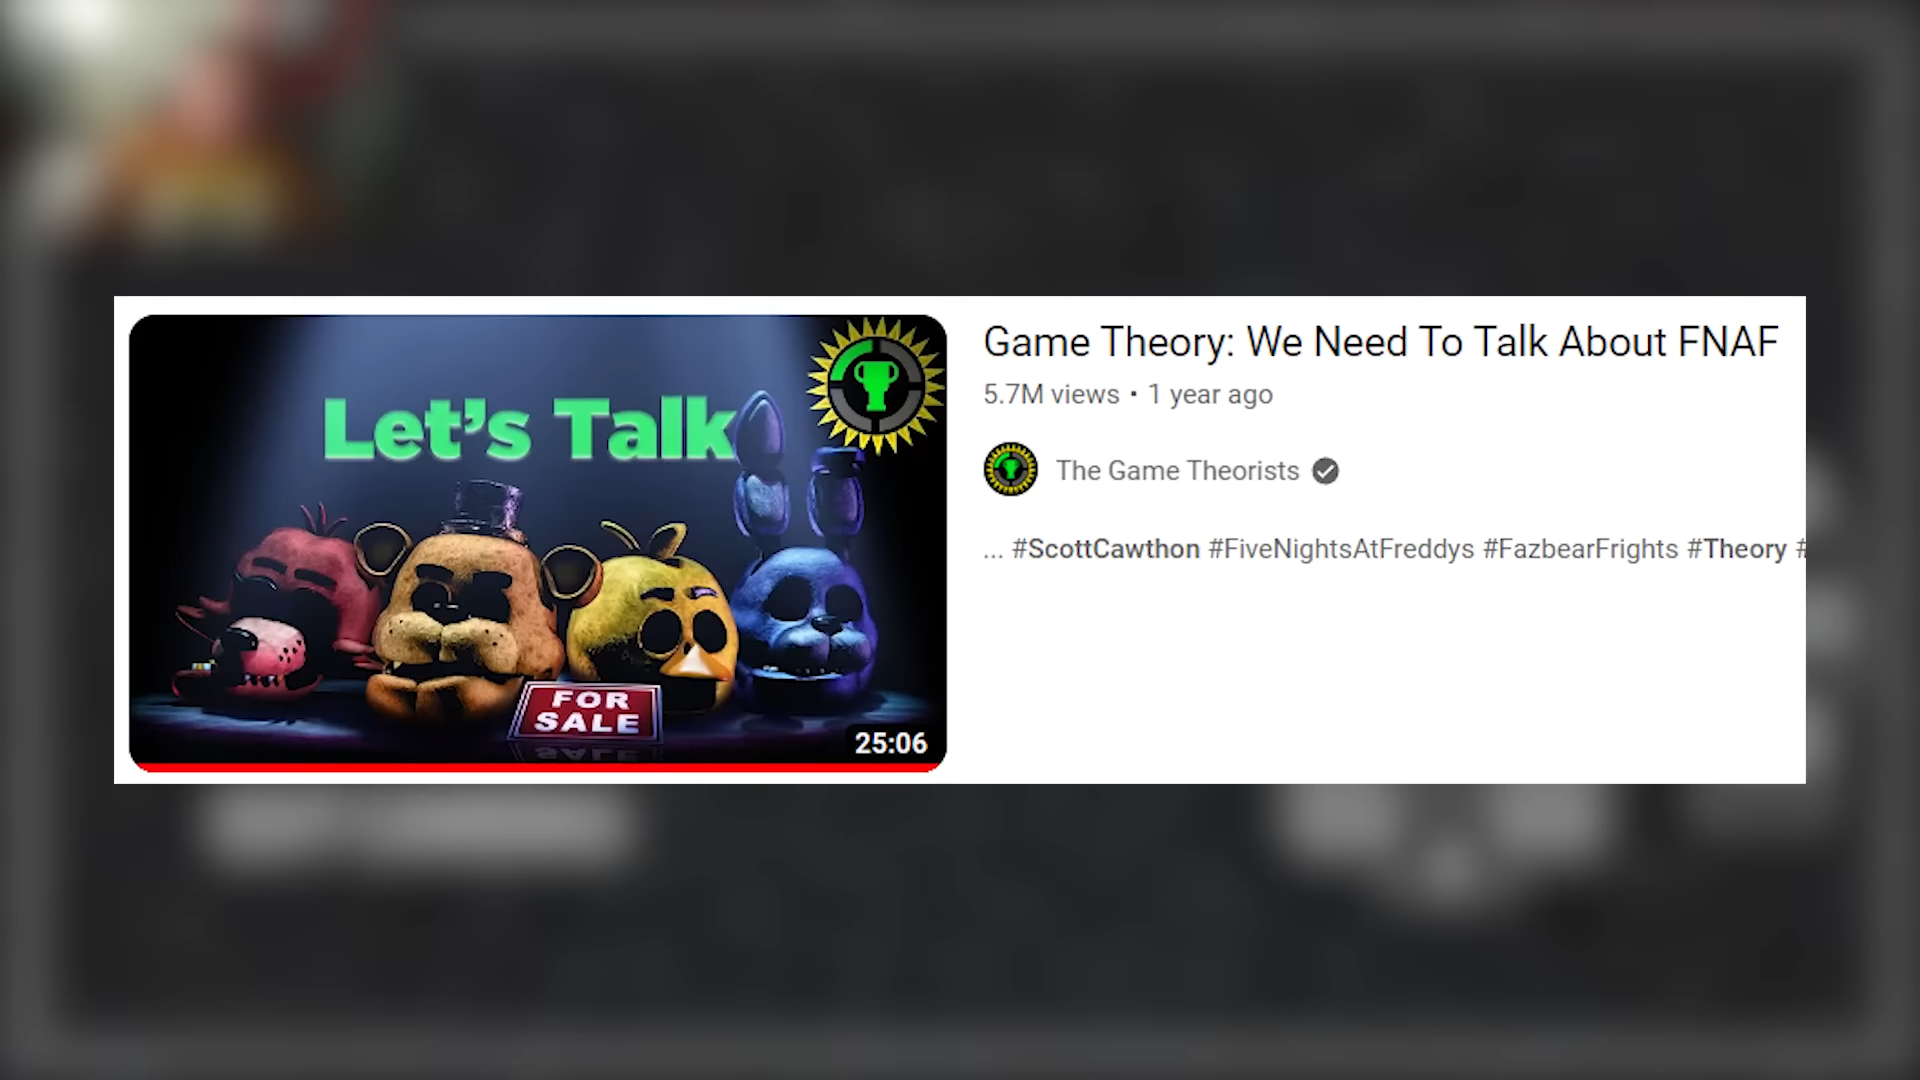 Let's Talk
FOR
SALE
25:06
Game Theory: We Need To Talk About FNAF
5.7M views • 1 year ago
The Game Theorists
... #ScottCawthon #FiveNightsAtFreddys #FazbearFrights #Theory #